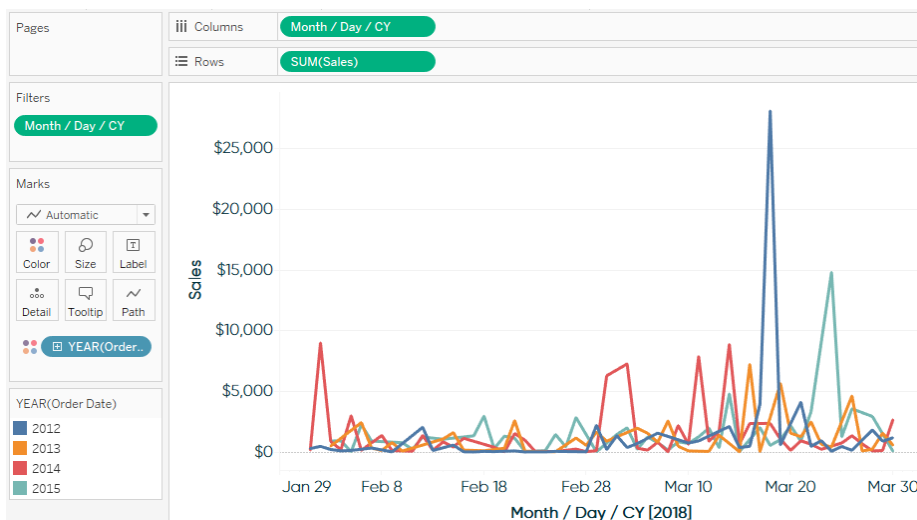 Pages
Columns
Month / Day / CY
Rows
SUM(Sales)
Filters
Month / Day / CY
Marks
Automatic
Color
Size
Label
Detail
Tooltip
Path
YEAR(Order..
YEAR(Order Date)
2012
2013
2014
2015
Sales
$25,000
$20,000
$15,000
$10,000
$5,000
$0
Jan 29 Feb 8 Feb 18 Feb 28 Mar 10 Mar 20 Mar 30
Month / Day / CY [2018]